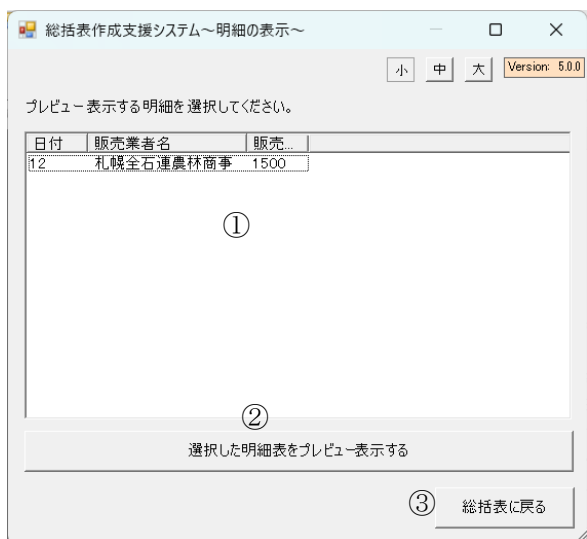 総括表作成支援システム~明細の表示~
小 中 大 Version: 5.0.0
プレビュー表示する明細を選択してください。
日付 販売業者名 販売...
12 札幌全石連農林商事 1500
①
②
選択した明細表をプレビュー表示する
③ 総括表に戻る